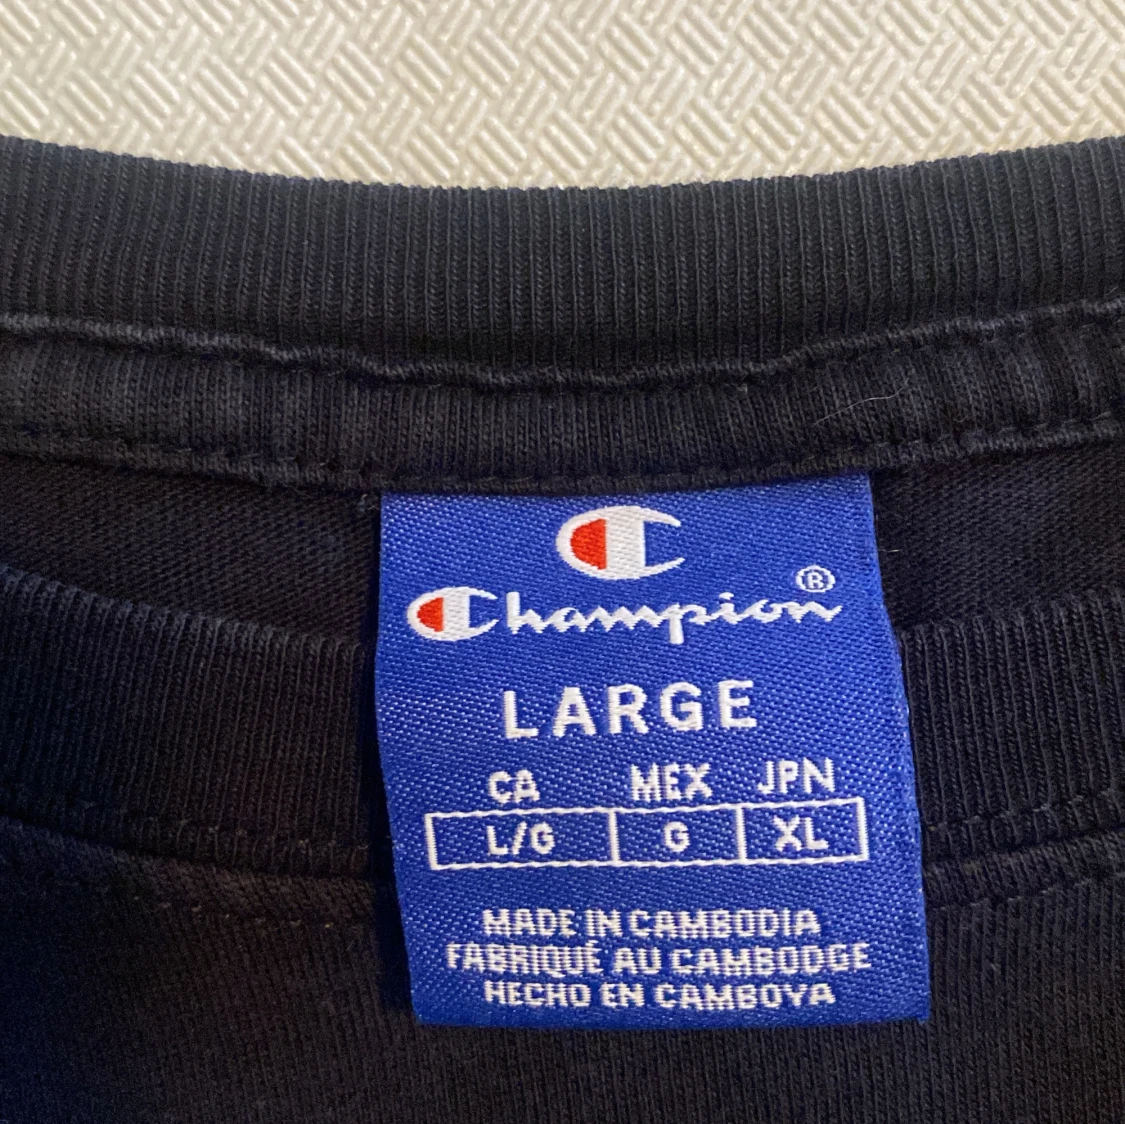 Champion®
LARGE
CA MEX JPN
L/G G XL
MADE IN CAMBODIA
FABRIQUÉ AU CAMBODGE
HECHO EN CAMBOYA